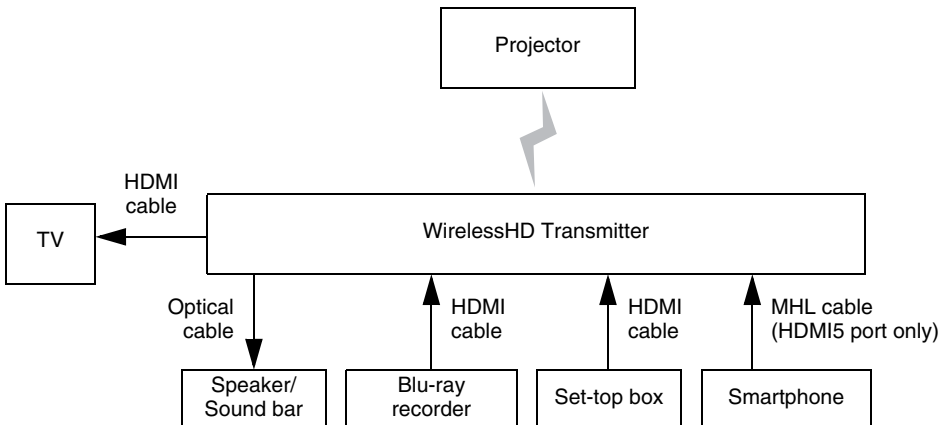 Projector
HDMI
cable
TV
WirelessHD Transmitter
Optical
cable
HDMI
cable
HDMI
cable
MHL cable
(HDMI5 port only)
Speaker/
Sound bar
Blu-ray
recorder
Set-top box
Smartphone